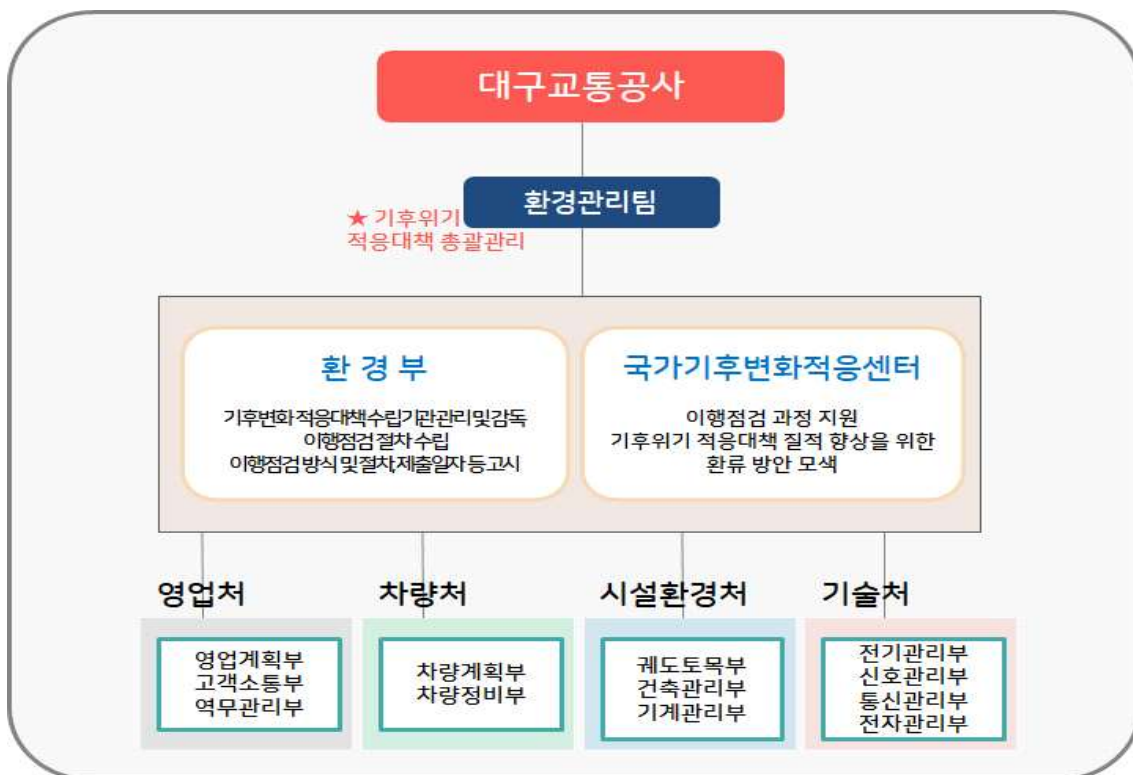 대구교통공사
환경관리팀
★ 기후위기
적응대책 총괄관리
환경부
기후변화 적응대책 수립기관 관리 및 감독
이행점검 절차 수립
이행점검 방식 및 절차, 제출일자 등 고시
국가기후변화적응센터
이행점검 과정 지원
기후위기 적응대책 질적 향상을 위한
환류 방안 모색
영업처
영업계획부
고객소통부
역무관리부
차량처
차량계획부
차량정비부
시설환경처
궤도토목부
건축관리부
기계관리부
기술처
전기관리부
신호관리부
통신관리부
전자관리부